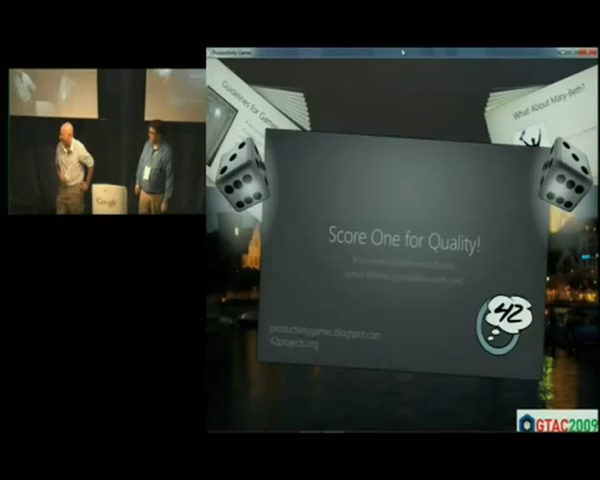 Productivity Games
Guidelines for Game
What About Mary-Beth?
Score One for Quality!
42
productivitygames.blogspot.com
42projects.org
Google
GTAC2009